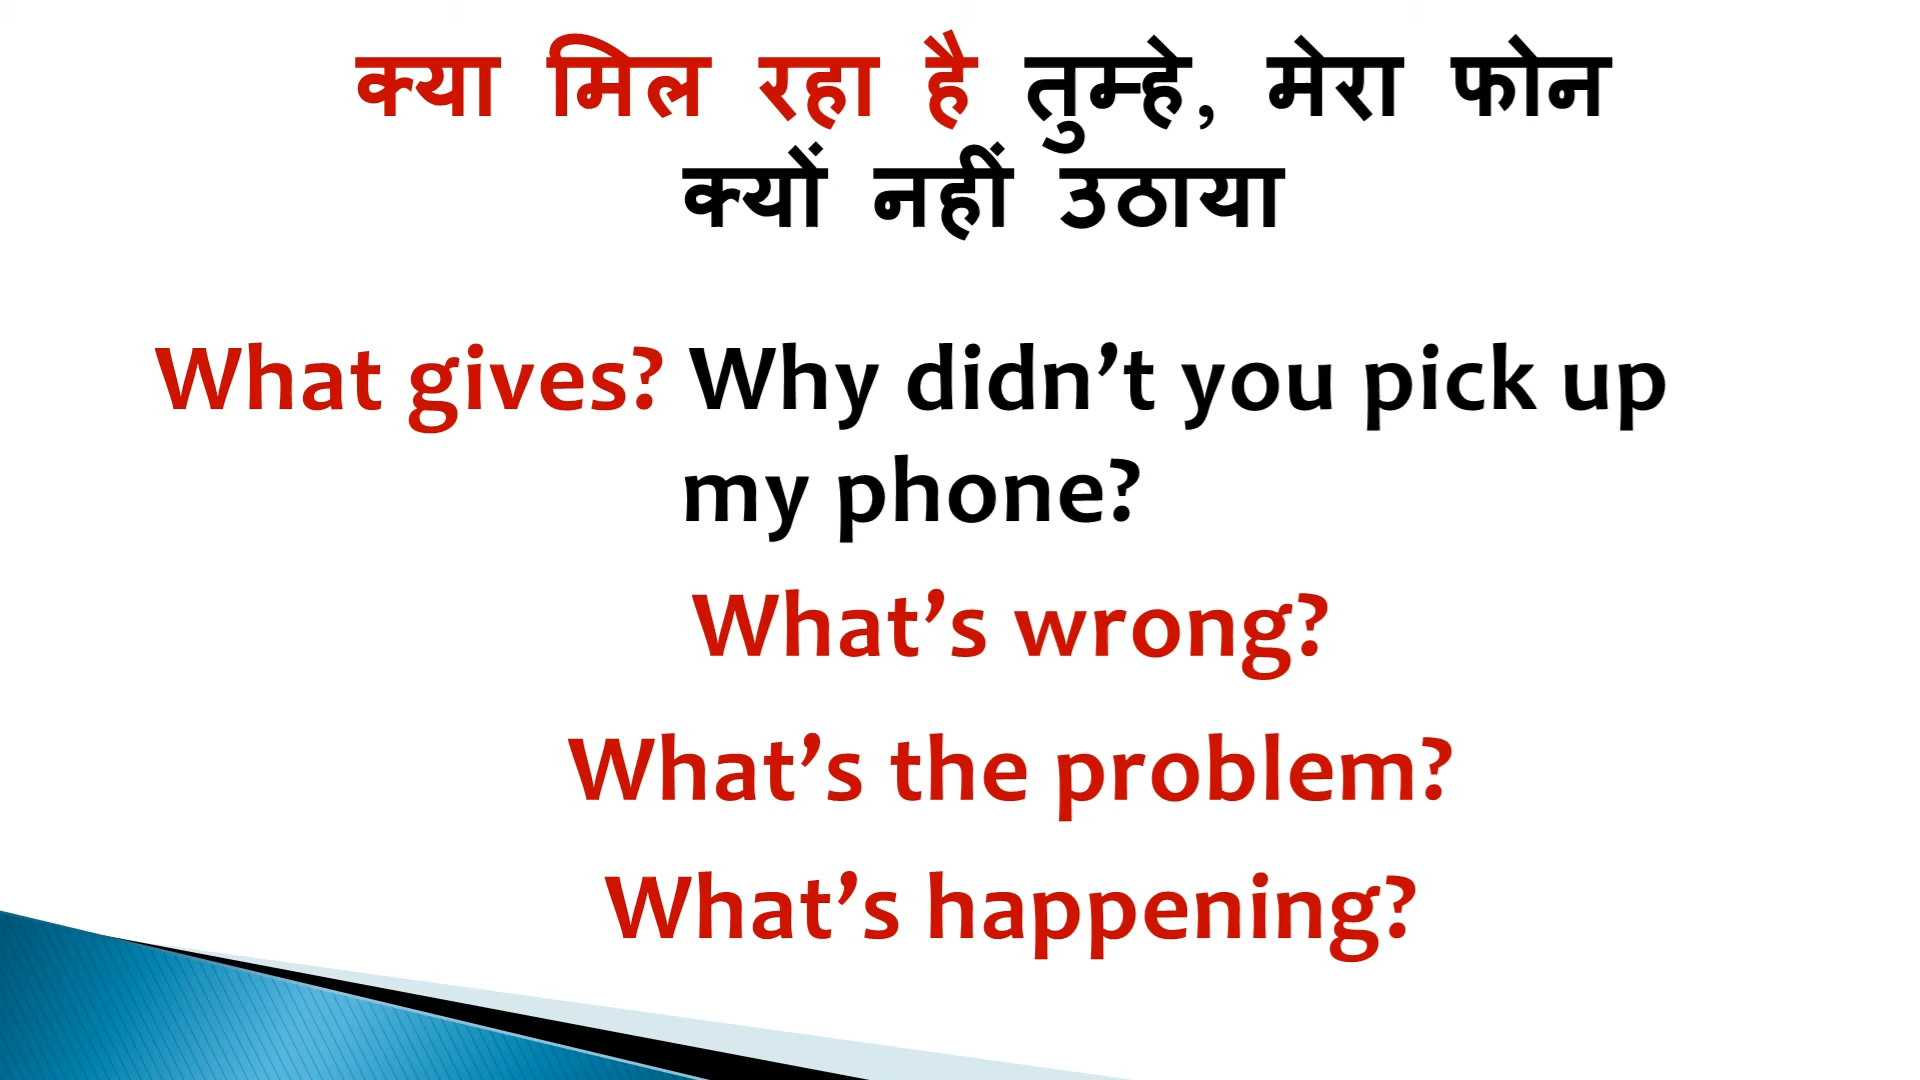 क्या मिल रहा है तुम्हे, मेरा फोन
क्यों नहीं उठाया
What gives? Why didn’t you pick up
my phone?
What’s wrong?
What’s the problem?
What’s happening?